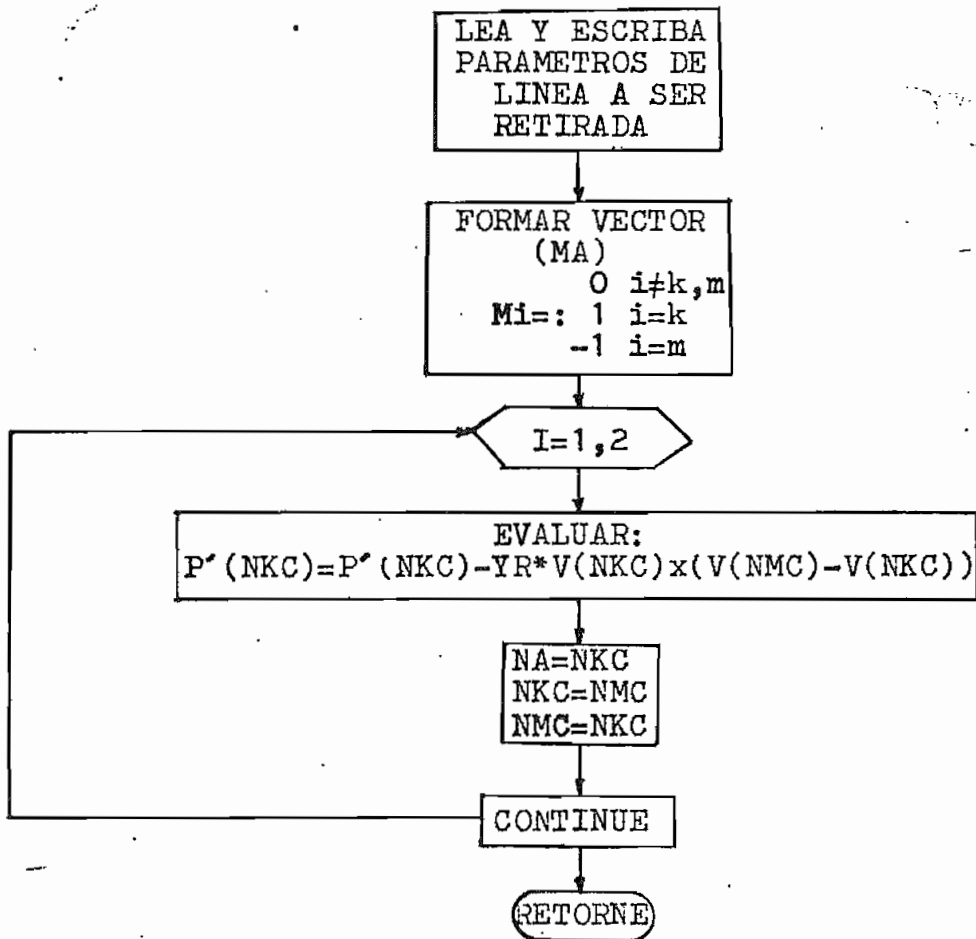 LEA Y ESCRIBA
PARAMETROS DE
LINEA A SER
RETIRADA
FORMAR VECTOR
(MA)
0 i≠k,m
Mi=: 1 i=k
-1 i=m
I=1,2
EVALUAR:
P´(NKC)=P´(NKC)-YR*V(NKC)x(V(NMC)-V(NKC))
NA=NKC
NKC=NMC
NMC=NKC
CONTINUE
RETORNE